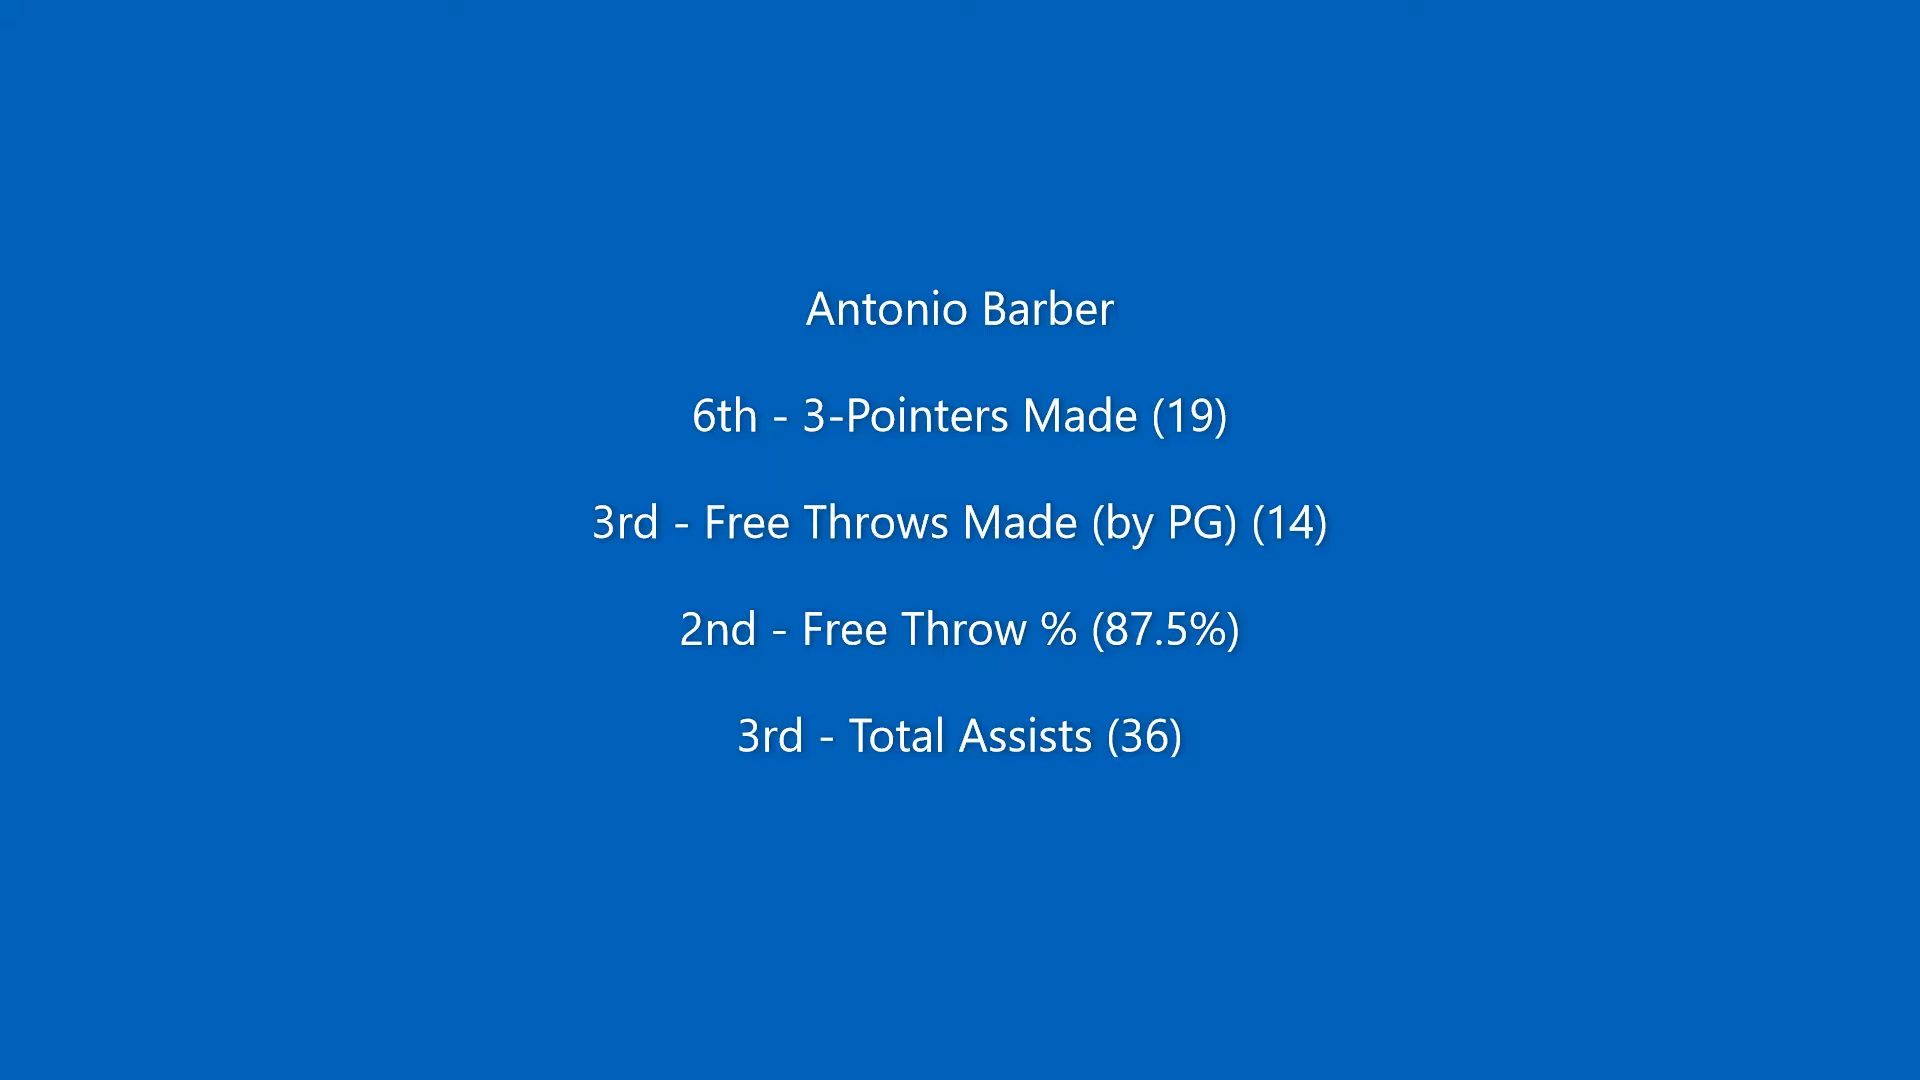 Antonio Barber
6th - 3-Pointers Made (19)
3rd - Free Throws Made (by PG) (14)
2nd - Free Throw % (87.5%)
3rd - Total Assists (36)